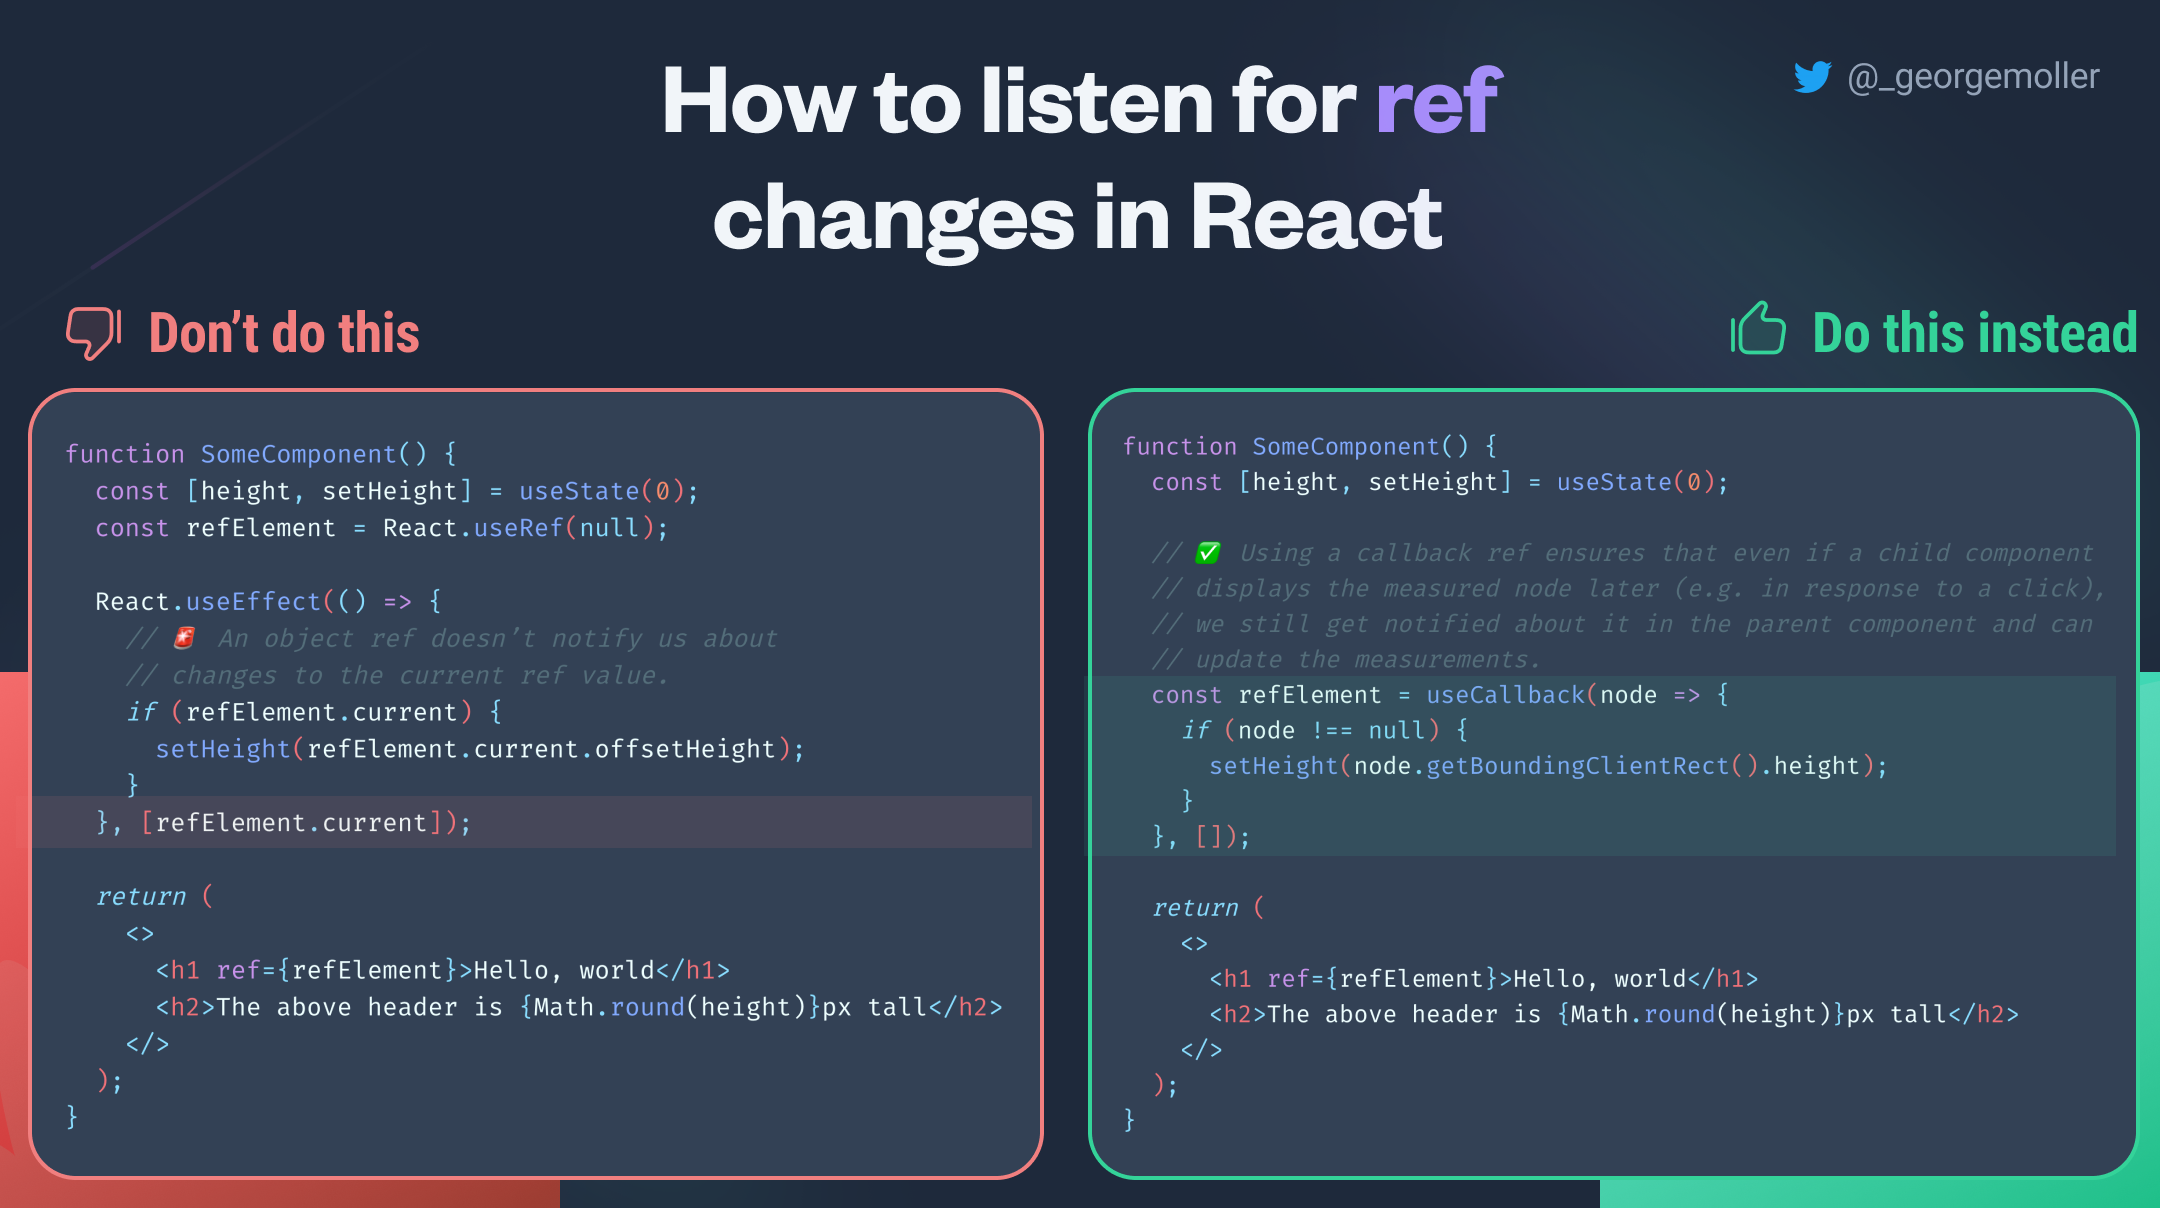 How to listen for ref
changes in React
@_georgemoller
Don’t do this
function SomeComponent() {
  const [height, setHeight] = useState(0);
  const refElement = React.useRef(null);

  React.useEffect(() => {
    // 🚨 An object ref doesn’t notify us about
    // changes to the current ref value.
    if (refElement.current) {
      setHeight(refElement.current.offsetHeight);
    }
  }, [refElement.current]);

  return (
    <>
      <h1 ref={refElement}>Hello, world</h1>
      <h2>The above header is {Math.round(height)}px tall</h2>
    </>
  );
}
Do this instead
function SomeComponent() {
  const [height, setHeight] = useState(0);

  // ✅ Using a callback ref ensures that even if a child component
  // displays the measured node later (e.g. in response to a click),
  // we still get notified about it in the parent component and can
  // update the measurements.
  const refElement = useCallback(node => {
    if (node !== null) {
      setHeight(node.getBoundingClientRect().height);
    }
  }, []);

  return (
    <>
      <h1 ref={refElement}>Hello, world</h1>
      <h2>The above header is {Math.round(height)}px tall</h2>
    </>
  );
}